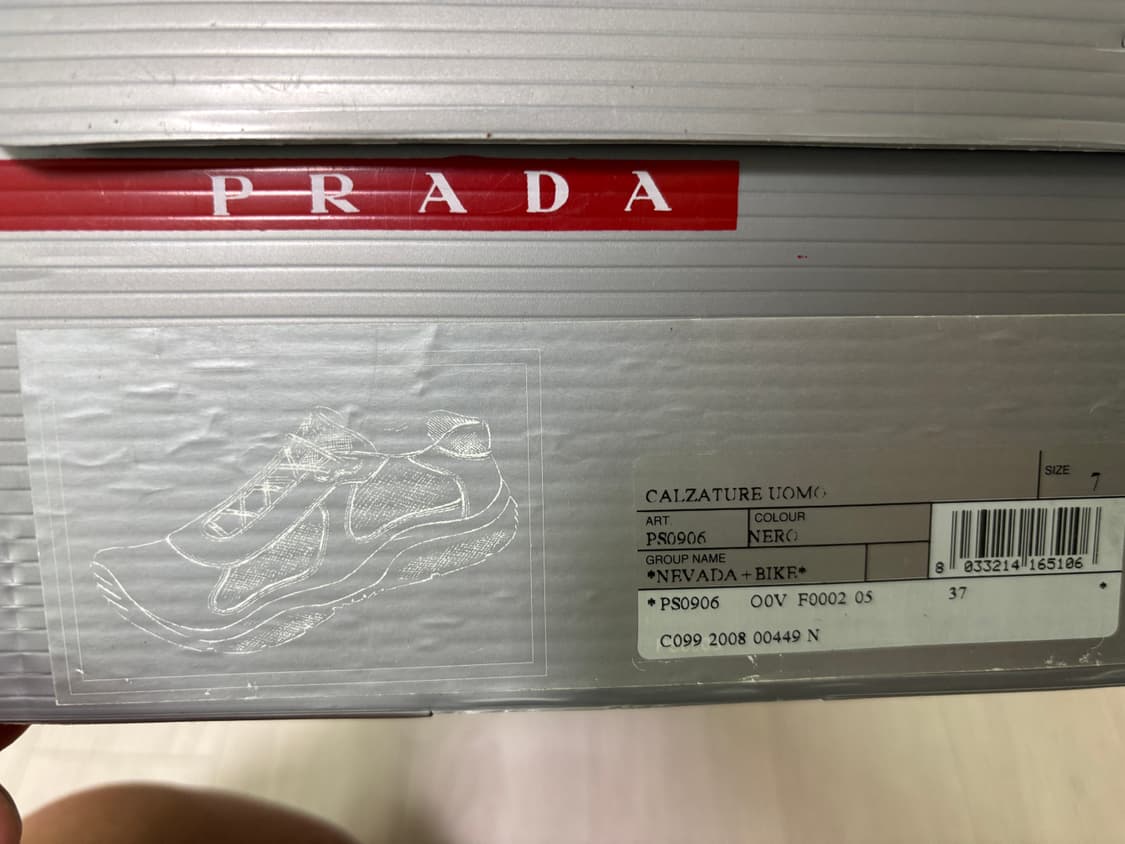 PRADA
CALZATURE UOMO
SIZE 7
ART. PS0906
COLOUR NERO
GROUP NAME
*NEVADA+BIKE*
8 033214 165106
*PS0906 O0V F0002 05 37 *
C099 2008 00449 N